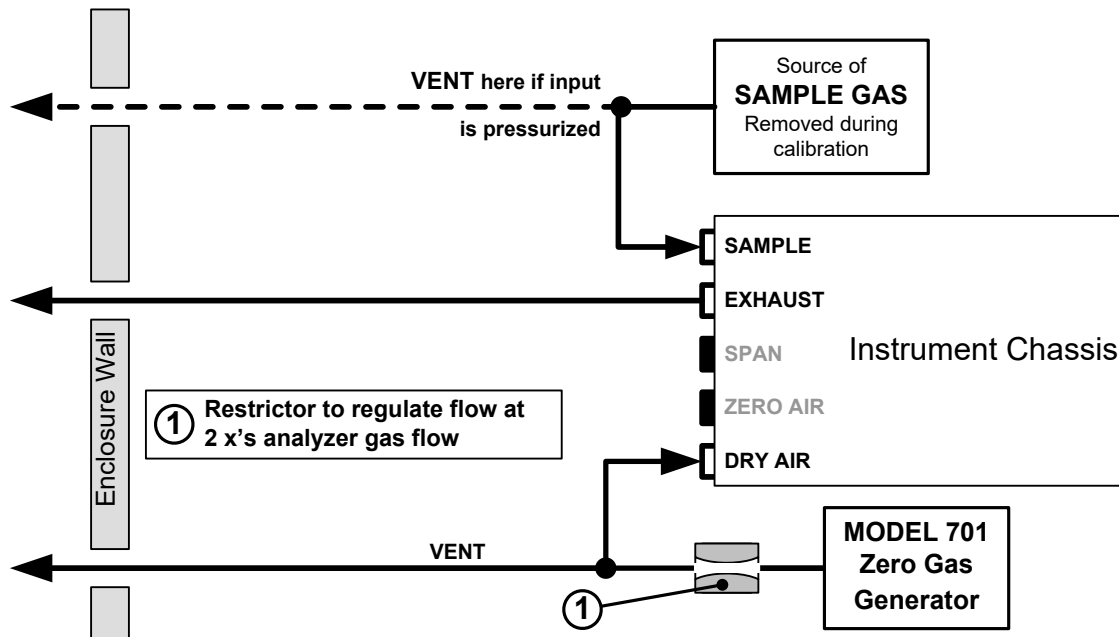 VENT here if input
is pressurized
Source of
SAMPLE GAS
Removed during
calibration
SAMPLE
EXHAUST
SPAN
ZERO AIR
DRY AIR
Instrument Chassis
Enclosure Wall
1 Restrictor to regulate flow at
2 x's analyzer gas flow
VENT
1
MODEL 701
Zero Gas
Generator